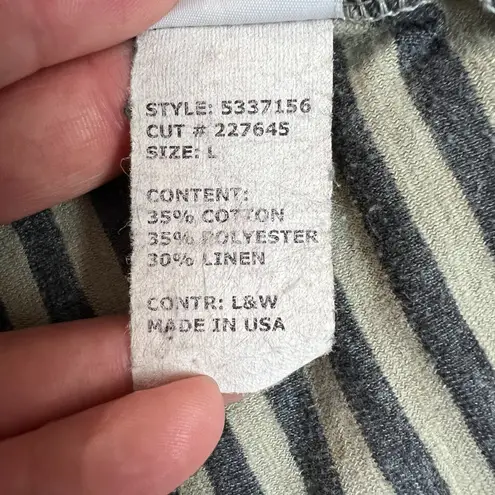 STYLE: 5337156
CUT # 227645
SIZE: L
CONTENT:
35% COTTON
35% POLYESTER
30% LINEN
CONTR: L&W
MADE IN USA